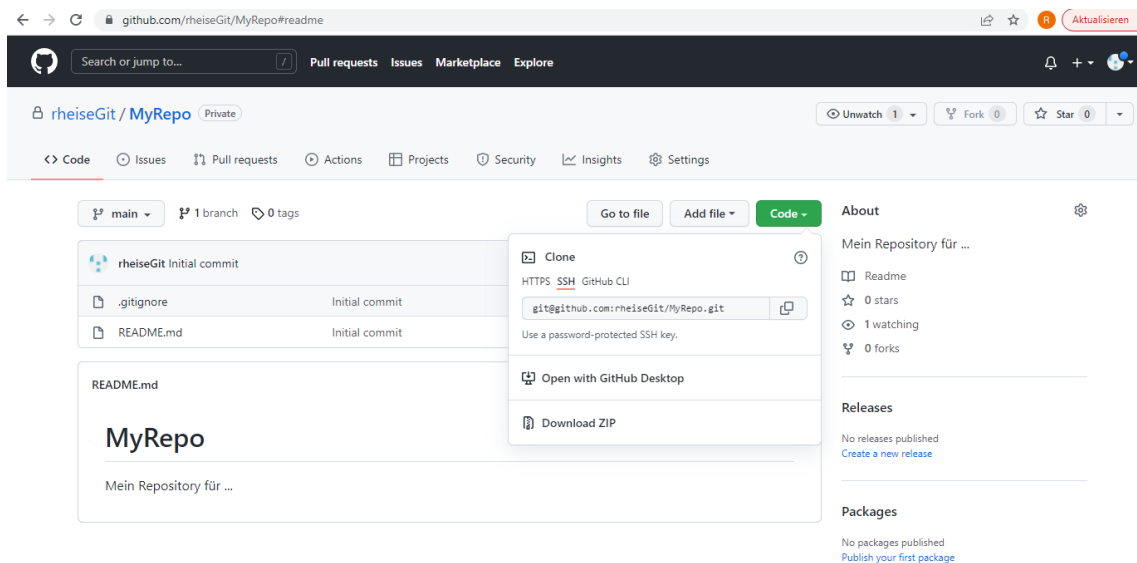 github.com/rheiseGit/MyRepo#readme R Aktualisieren
Search or jump to... / Pull requests Issues Marketplace Explore
rheiseGit / MyRepo Private Unwatch 1 Fork 0 Star 0
<> Code Issues Pull requests Actions Projects Security Insights Settings
main 1 branch 0 tags Go to file Add file Code
rheiseGit Initial commit
.gitignore Initial commit
README.md Initial commit
Clone
HTTPS SSH GitHub CLI
git@github.com:rheiseGit/MyRepo.git
Use a password-protected SSH key.
Open with GitHub Desktop
Download ZIP
README.md
MyRepo
Mein Repository für ...
About
Mein Repository für ...
Readme
0 stars
1 watching
0 forks
Releases
No releases published
Create a new release
Packages
No packages published
Publish your first package